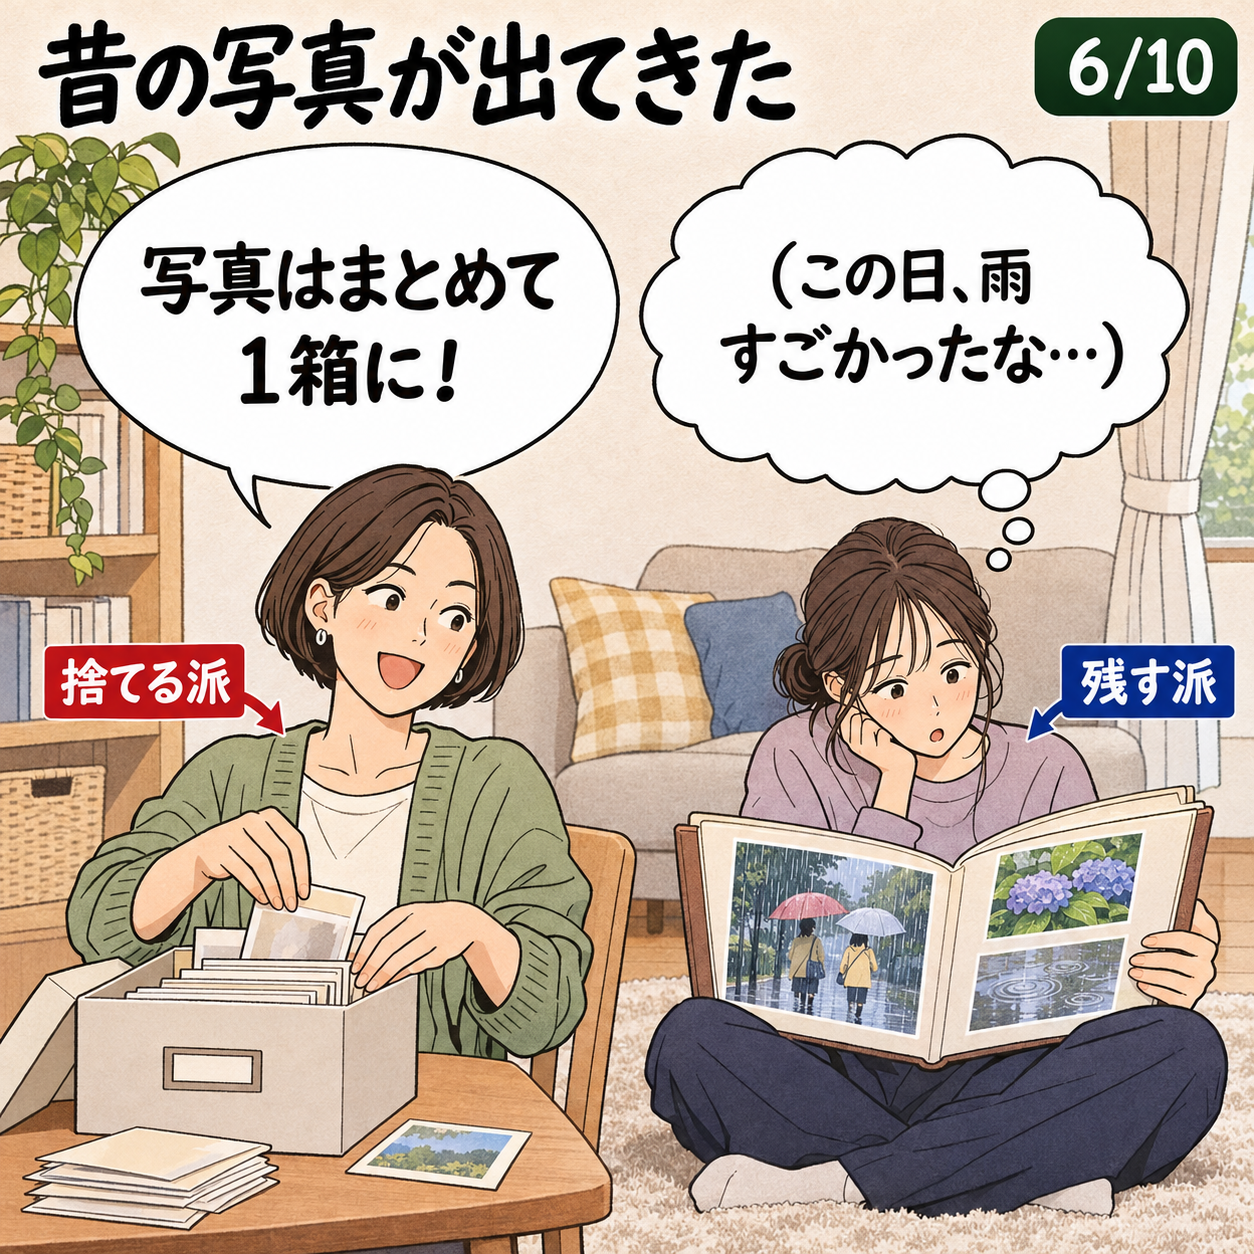 昔の写真が出てきた
6/10
写真はまとめて
1箱に!
(この日、雨
すごかったな…)
捨てる派
残す派